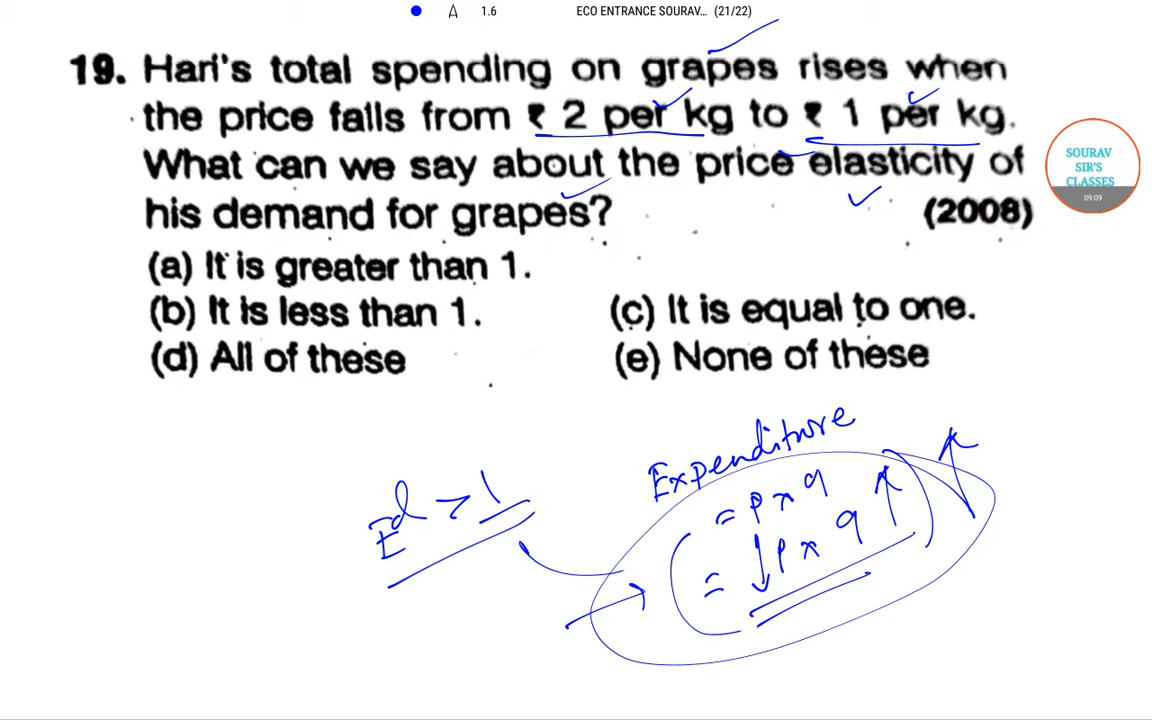 A 1.6 ECO ENTRANCE SOURAV... (21/22)
19. Hari's total spending on grapes rises when
the price falls from ₹ 2 per kg to ₹ 1 per kg.
What can we say about the price elasticity of
his demand for grapes? (2008)
SOURAV
SIR'S
CLASSES
09:09
(a) It is greater than 1.
(b) It is less than 1. (c) It is equal to one.
(d) All of these (e) None of these
Expenditure
= P x q
= ↓ P x q ↑ ↑
Ed > 1